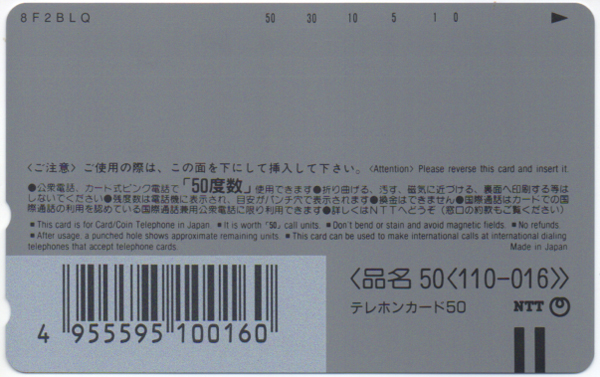 8F2BLQ 50 30 10 5 1 0
〈ご注意〉ご使用の際は、この面を下にして挿入して下さい。〈Attention〉 Please reverse this card and insert it.
●公衆電話、カード式ピンク電話で「50度数」使用できます●折り曲げる、汚す、磁気に近づける、裏面へ印刷する等は
しないでください●残度数は電話機に表示され、目安がパンチ穴で表示されます●換金はできません●国際通話はカードでの国
際通話の利用を認めている国際通話兼用公衆電話に限り利用できます●詳しくはNTTへどうぞ（窓口の約款もご覧ください）
■This card is for Card/Coin Telephone in Japan. ■It is worth「50」call units. ■Don't bend or stain and avoid magnetic fields. ■No refunds.
■After usage, a punched hole shows approximate remaining units. ■This card can be used to make international calls at international dialing
telephones that accept telephone cards. Made in Japan.
〈品名 50〈110-016〉〉
テレホンカード50 NTT
4 955595 100160